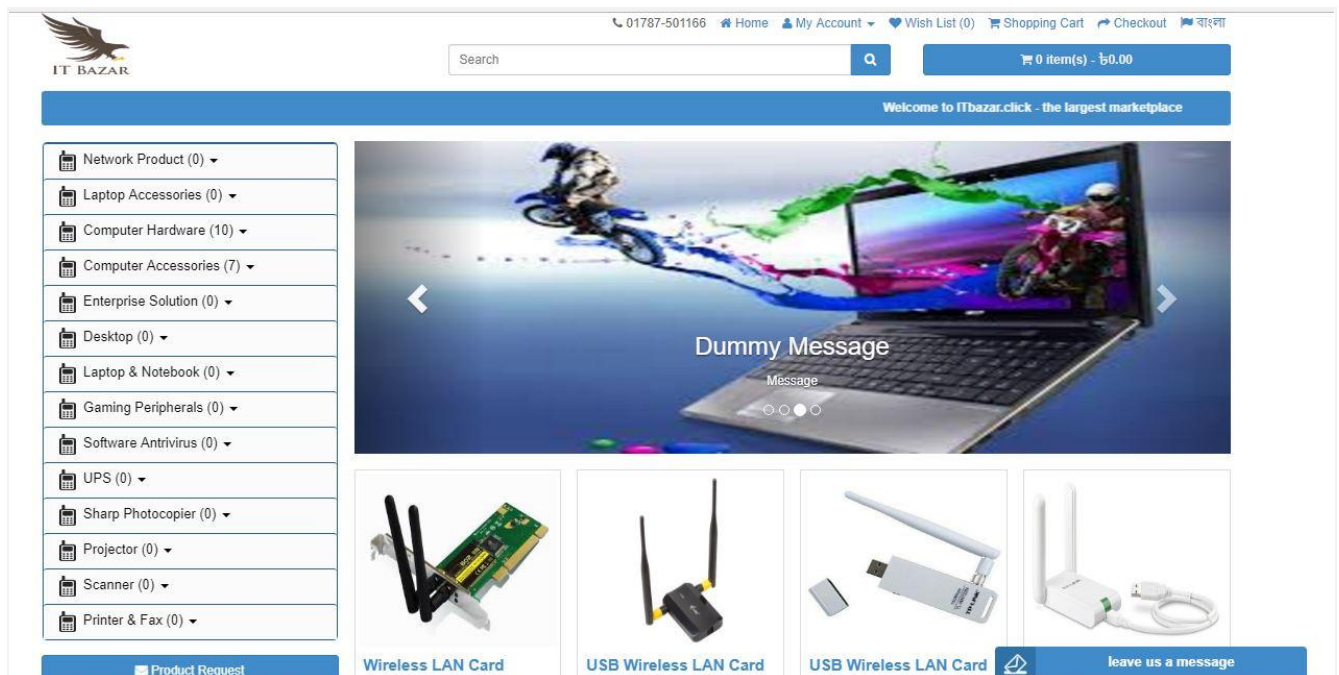 01787-501166 Home My Account Wish List (0) Shopping Cart Checkout বাংলা
IT BAZAR
Search
0 item(s) - ৳0.00
Welcome to ITbazar.click - the largest marketplace
Network Product (0)
Laptop Accessories (0)
Computer Hardware (10)
Computer Accessories (7)
Enterprise Solution (0)
Desktop (0)
Laptop & Notebook (0)
Gaming Peripherals (0)
Software Antrivirus (0)
UPS (0)
Sharp Photocopier (0)
Projector (0)
Scanner (0)
Printer & Fax (0)
Product Request
Dummy Message
Message
TP-LINK
Wireless LAN Card
USB Wireless LAN Card
USB Wireless LAN Card
leave us a message